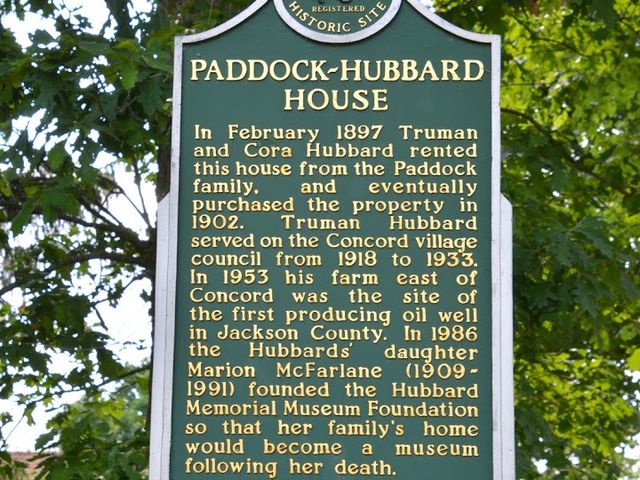 REGISTERED
HISTORIC SITE
PADDOCK-HUBBARD
HOUSE
In February 1897 Truman
and Cora Hubbard rented
this house from the Paddock
family, and eventually
purchased the property in
1902. Truman Hubbard
served on the Concord village
council from 1918 to 1933.
In 1953 his farm east of
Concord was the site of
the first producing oil well
in Jackson County. In 1986
the Hubbards' daughter
Marion McFarlane (1909-
1991) founded the Hubbard
Memorial Museum Foundation
so that her family's home
would become a museum
following her death.